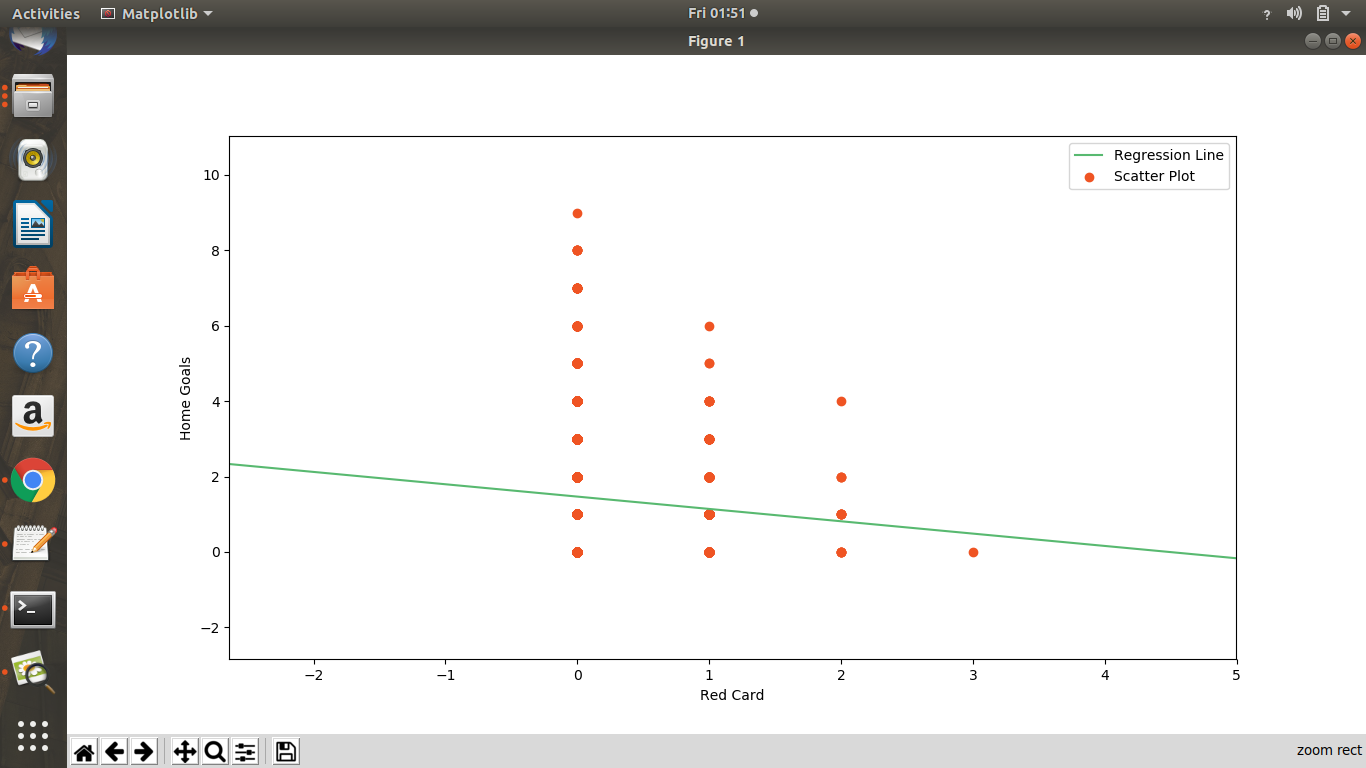 Activities Matplotlib Fri 01:51 ?
Figure 1
Regression Line
Scatter Plot
10
8
6
4
2
0
−2
Home Goals
−2 −1 0 1 2 3 4 5
Red Card
A
?
a
>_
zoom rect